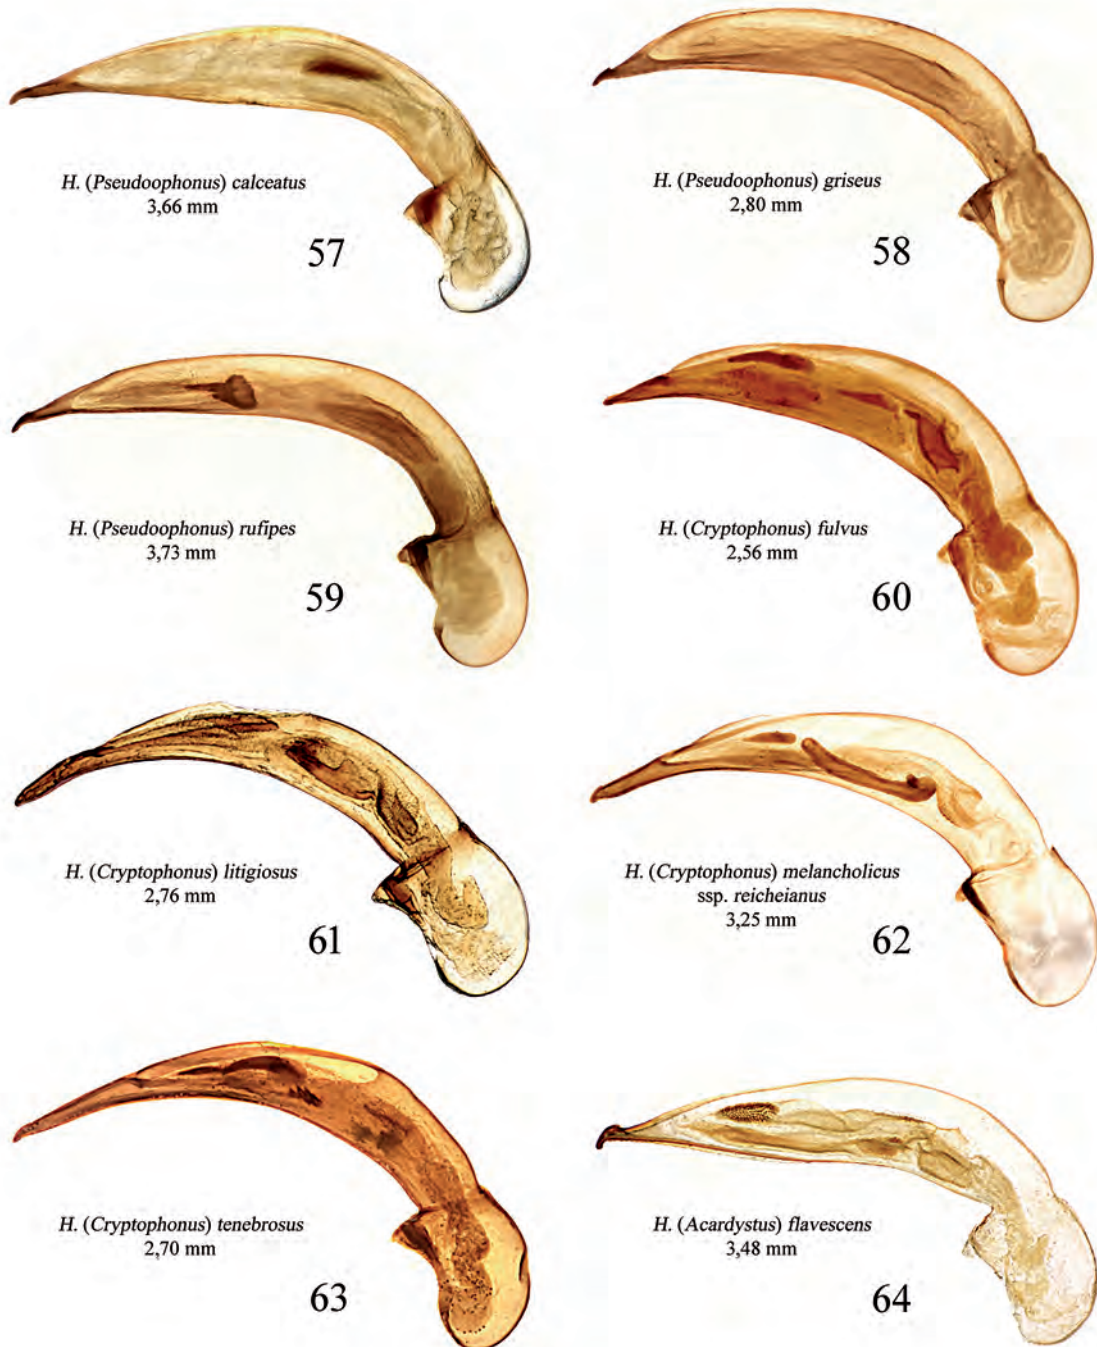 H. (Pseudoophonus) calceatus
3,66 mm
57
H. (Pseudoophonus) griseus
2,80 mm
58
H. (Pseudoophonus) rufipes
3,73 mm
59
H. (Cryptophonus) fulvus
2,56 mm
60
H. (Cryptophonus) litigiosus
2,76 mm
61
H. (Cryptophonus) melancholicus
ssp. reicheianus
3,25 mm
62
H. (Cryptophonus) tenebrosus
2,70 mm
63
H. (Acardystus) flavescens
3,48 mm
64